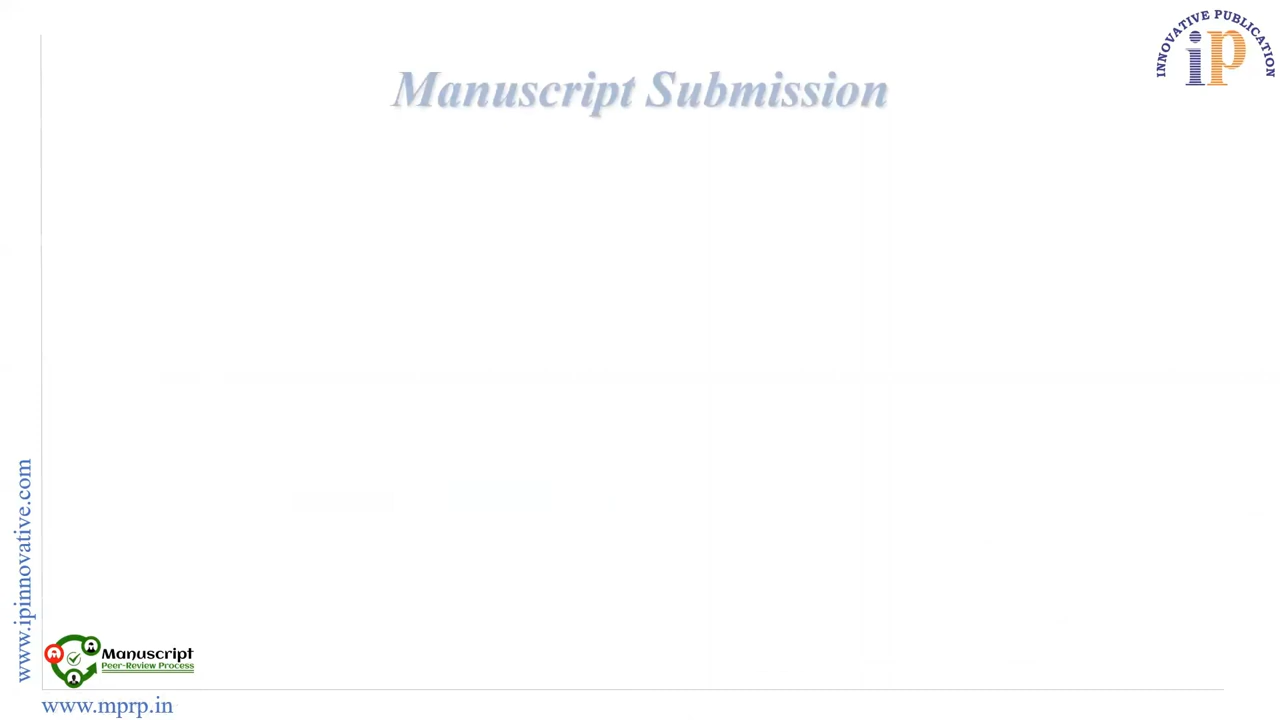 INNOVATIVE PUBLICATION
ip
Manuscript Submission
www.ipinnovative.com
Manuscript
Peer-Review Process
www.mprp.in